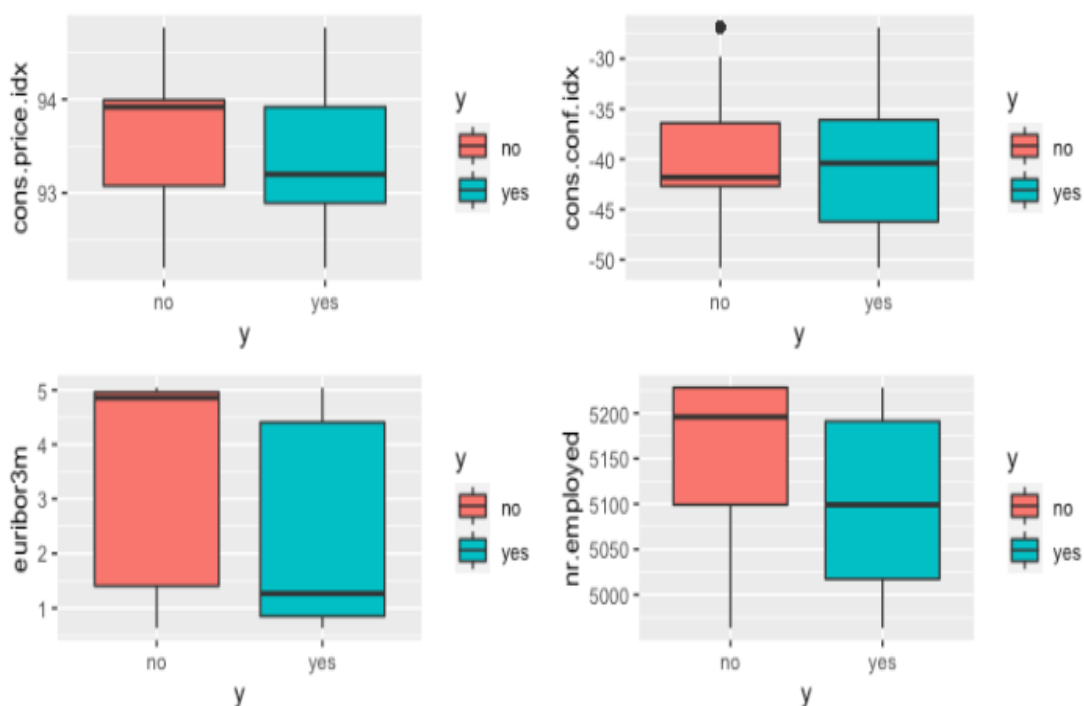 cons.price.idx
94
93
no
yes
y
y
no
yes
cons.conf.idx
-30
-35
-40
-45
-50
no
yes
y
y
no
yes
euribor3m
5
4
3
2
1
no
yes
y
y
no
yes
nr.employed
5200
5150
5100
5050
5000
no
yes
y
y
no
yes